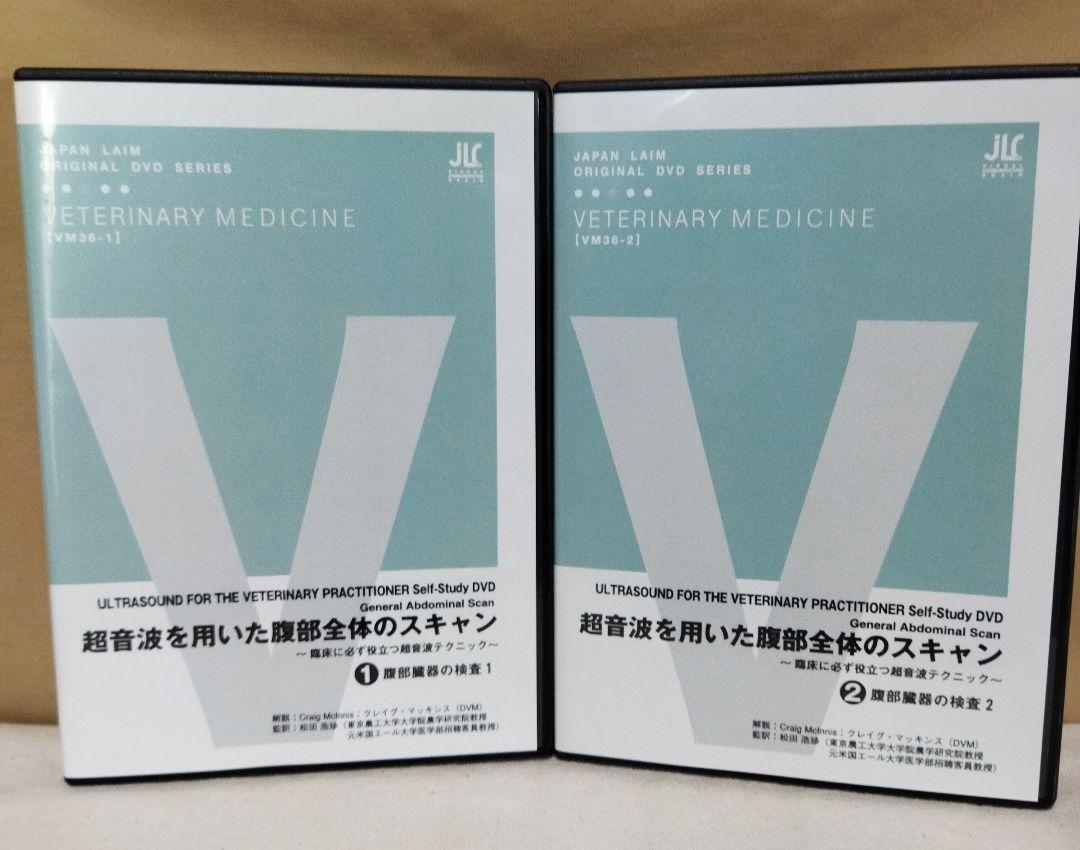 JAPAN LAIM
ORIGINAL DVD SERIES
JLC
VETERINARY MEDICINE
[VM36-1]
V
ULTRASOUND FOR THE VETERINARY PRACTITIONER Self-Study DVD
General Abdominal Scan
超音波を用いた腹部全体のスキャン
〜臨床に必ず役立つ超音波テクニック〜
1 腹部臓器の検査1
解説;Craig McInnis;クレイグ・マッキンス(DVM)
監訳;松田 浩珍(東京農工大学大学院農学研究院教授
元米国エール大学医学部招聘客員教授)
JAPAN LAIM
ORIGINAL DVD SERIES
JLC
VETERINARY MEDICINE
[VM36-2]
V
ULTRASOUND FOR THE VETERINARY PRACTITIONER Self-Study DVD
General Abdominal Scan
超音波を用いた腹部全体のスキャン
〜臨床に必ず役立つ超音波テクニック〜
2 腹部臓器の検査2
解説;Craig McInnis;クレイグ・マッキンス(DVM)
監訳;松田 浩珍(東京農工大学大学院農学研究院教授
元米国エール大学医学部招聘客員教授)